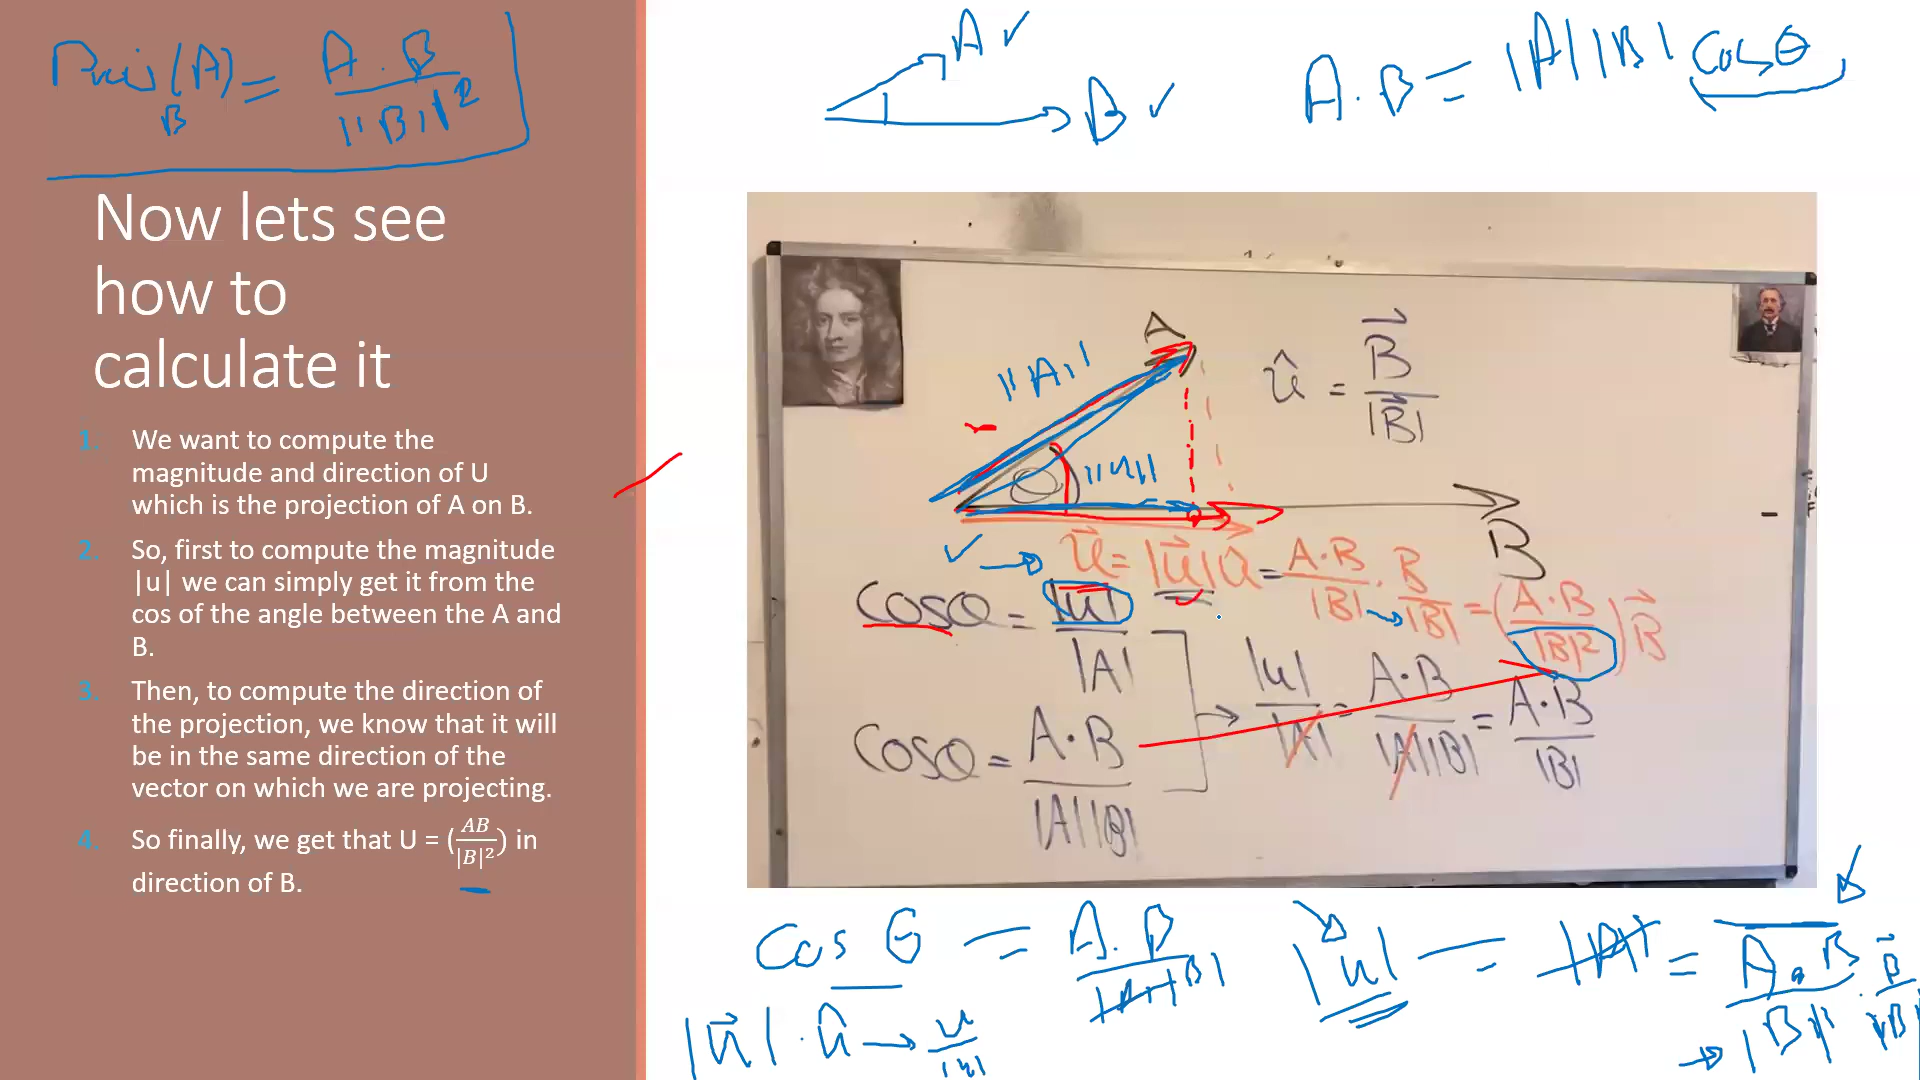 Proj_B (A) = A . B / ||B||²
A ✓
B ✓
A . B = |A| |B| Cos θ
Now lets see
how to
calculate it
1. We want to compute the
magnitude and direction of U
which is the projection of A on B.
2. So, first to compute the magnitude
|u| we can simply get it from the
cos of the angle between the A and
B.
3. Then, to compute the direction of
the projection, we know that it will
be in the same direction of the
vector on which we are projecting.
4. So finally, we get that U = (AB/|B|²) in
direction of B.
A
||A||
û = B⃗ / |B⃗|
θ
||u||
B
u⃗ = |u⃗| û = A·B/|B| · B/|B| = (A·B/|B|²) B⃗
cosθ = |u| / |A|
cosθ = A·B / |A||B|
→ |u|/|A| = A·B/|A||B| = A·B/|B|
Cos θ = A . B / |A| |B|
|u| = |A| = A . B / |B| . B⃗ / |B|
|u⃗| . û → u / |u|